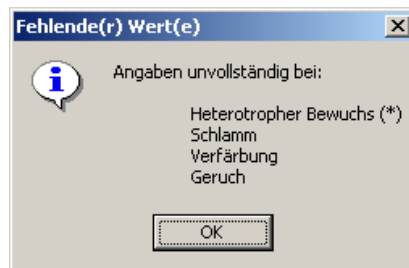 Fehlende(r) Wert(e)
Angaben unvollständig bei:
Heterotropher Bewuchs (*)
Schlamm
Verfärbung
Geruch
OK